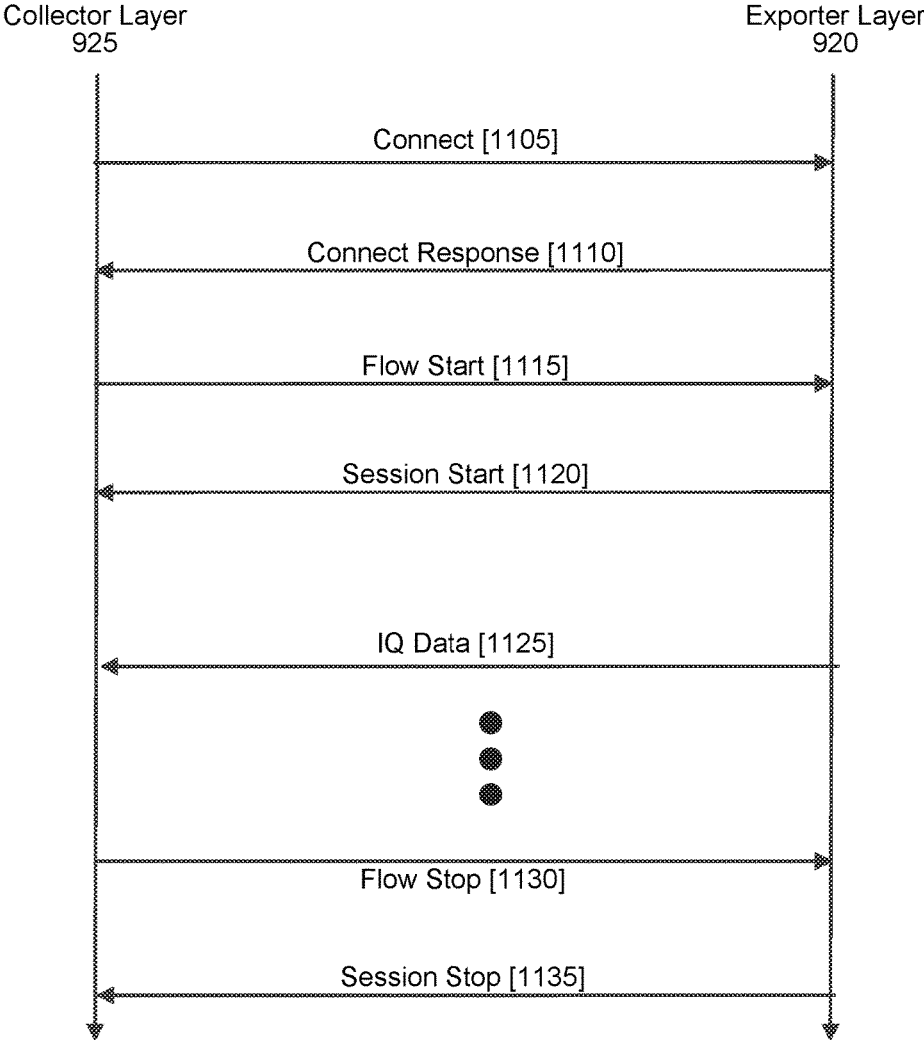 Collector Layer
925
Exporter Layer
920
Connect [1105]
Connect Response [1110]
Flow Start [1115]
Session Start [1120]
IQ Data [1125]
Flow Stop [1130]
Session Stop [1135]